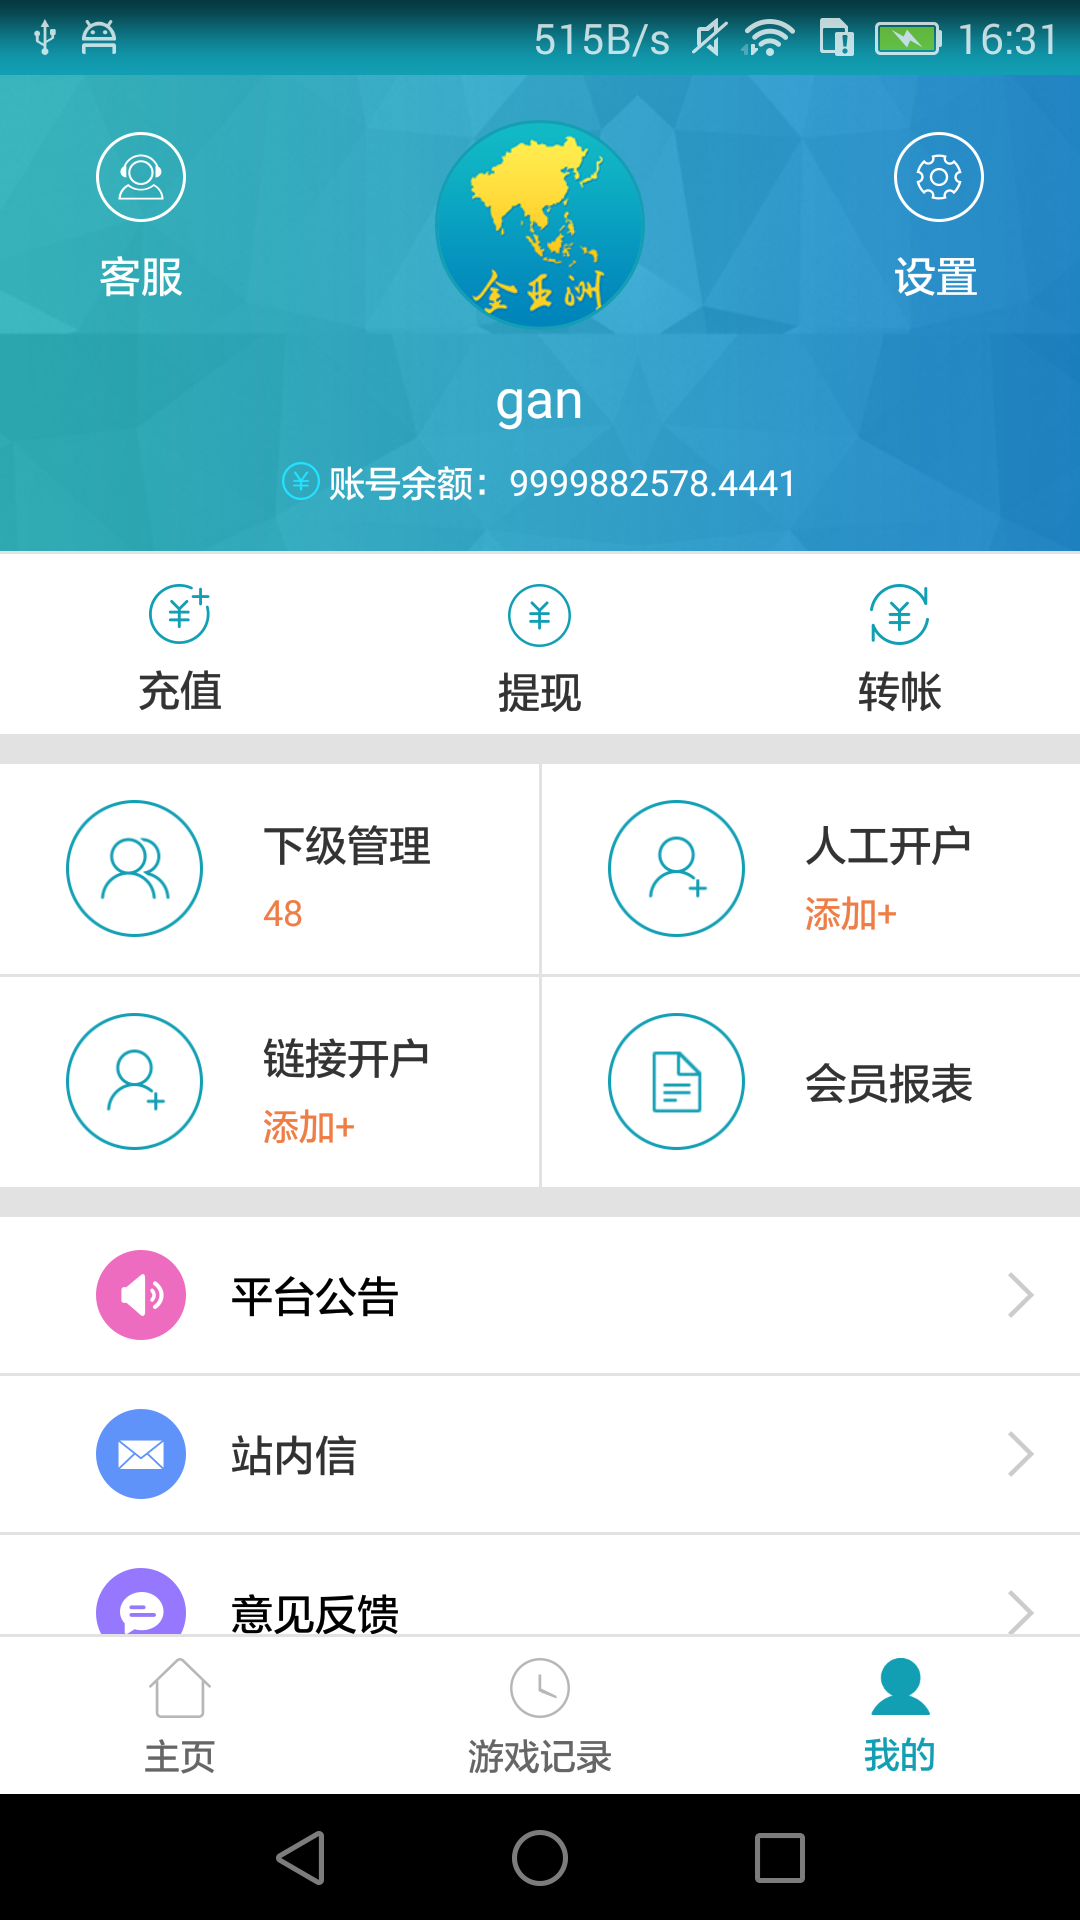 515B/s 16:31
金亚洲
客服
设置
gan
¥ 账号余额：9999882578.4441
充值
提现
转帐
下级管理
48
人工开户
添加+
链接开户
添加+
会员报表
平台公告
站内信
意见反馈
主页
游戏记录
我的